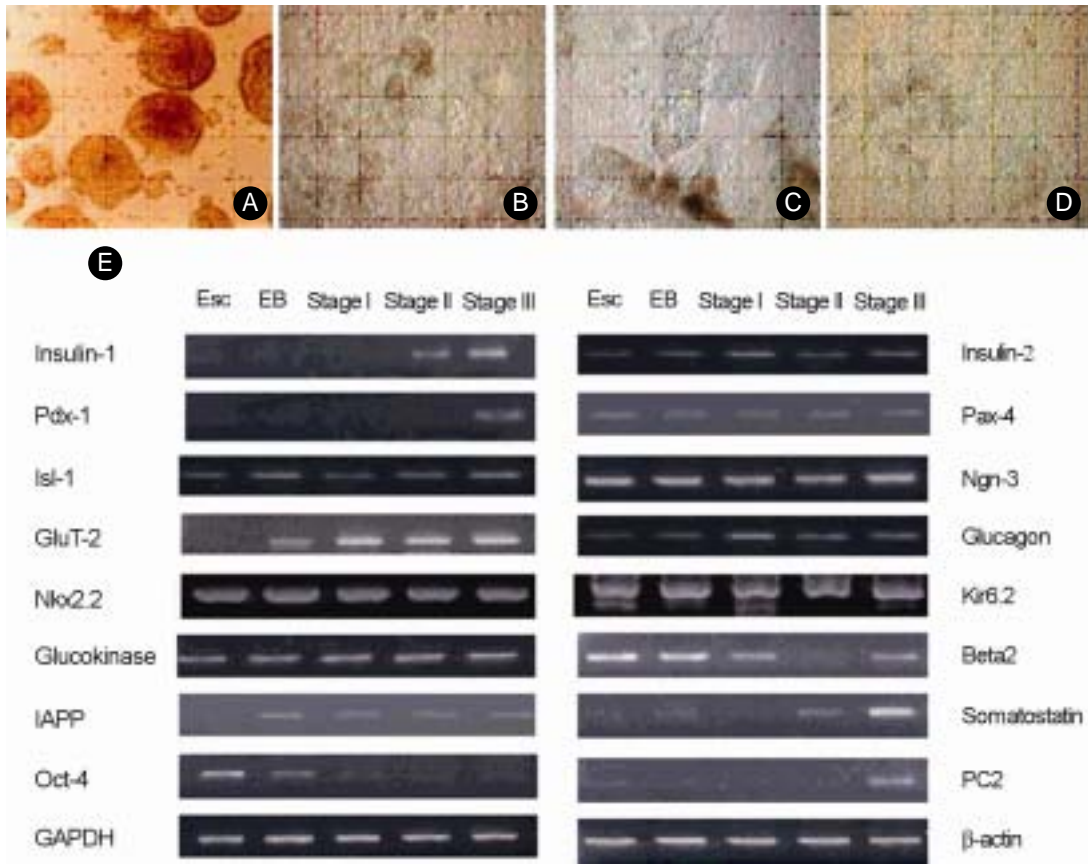 A B C D
E
Esc EB Stage I Stage II Stage III Esc EB Stage I Stage II Stage III
Insulin-1 Insulin-2
Pdx-1 Pax-4
Isl-1 Ngn-3
GluT-2 Glucagon
Nkx2.2 Kir6.2
Glucokinase Beta2
IAPP Somatostatin
Oct-4 PC2
GAPDH β-actin